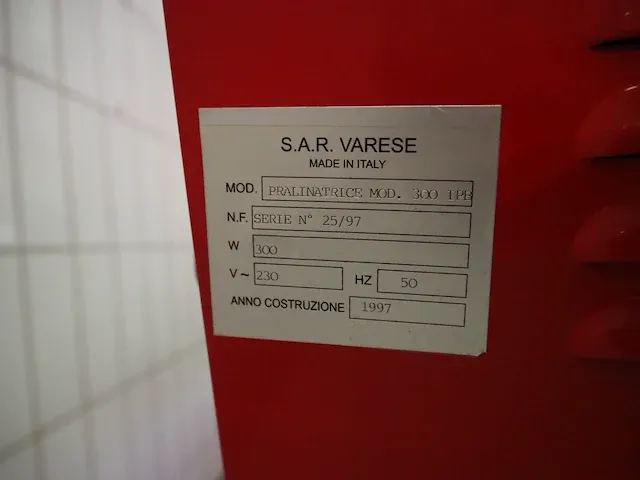 S.A.R. VARESE
MADE IN ITALY
MOD. PRALINATRICE MOD. 300 IPB
N.F. SERIE N° 25/97
W 300
V~ 230 HZ 50
ANNO COSTRUZIONE 1997